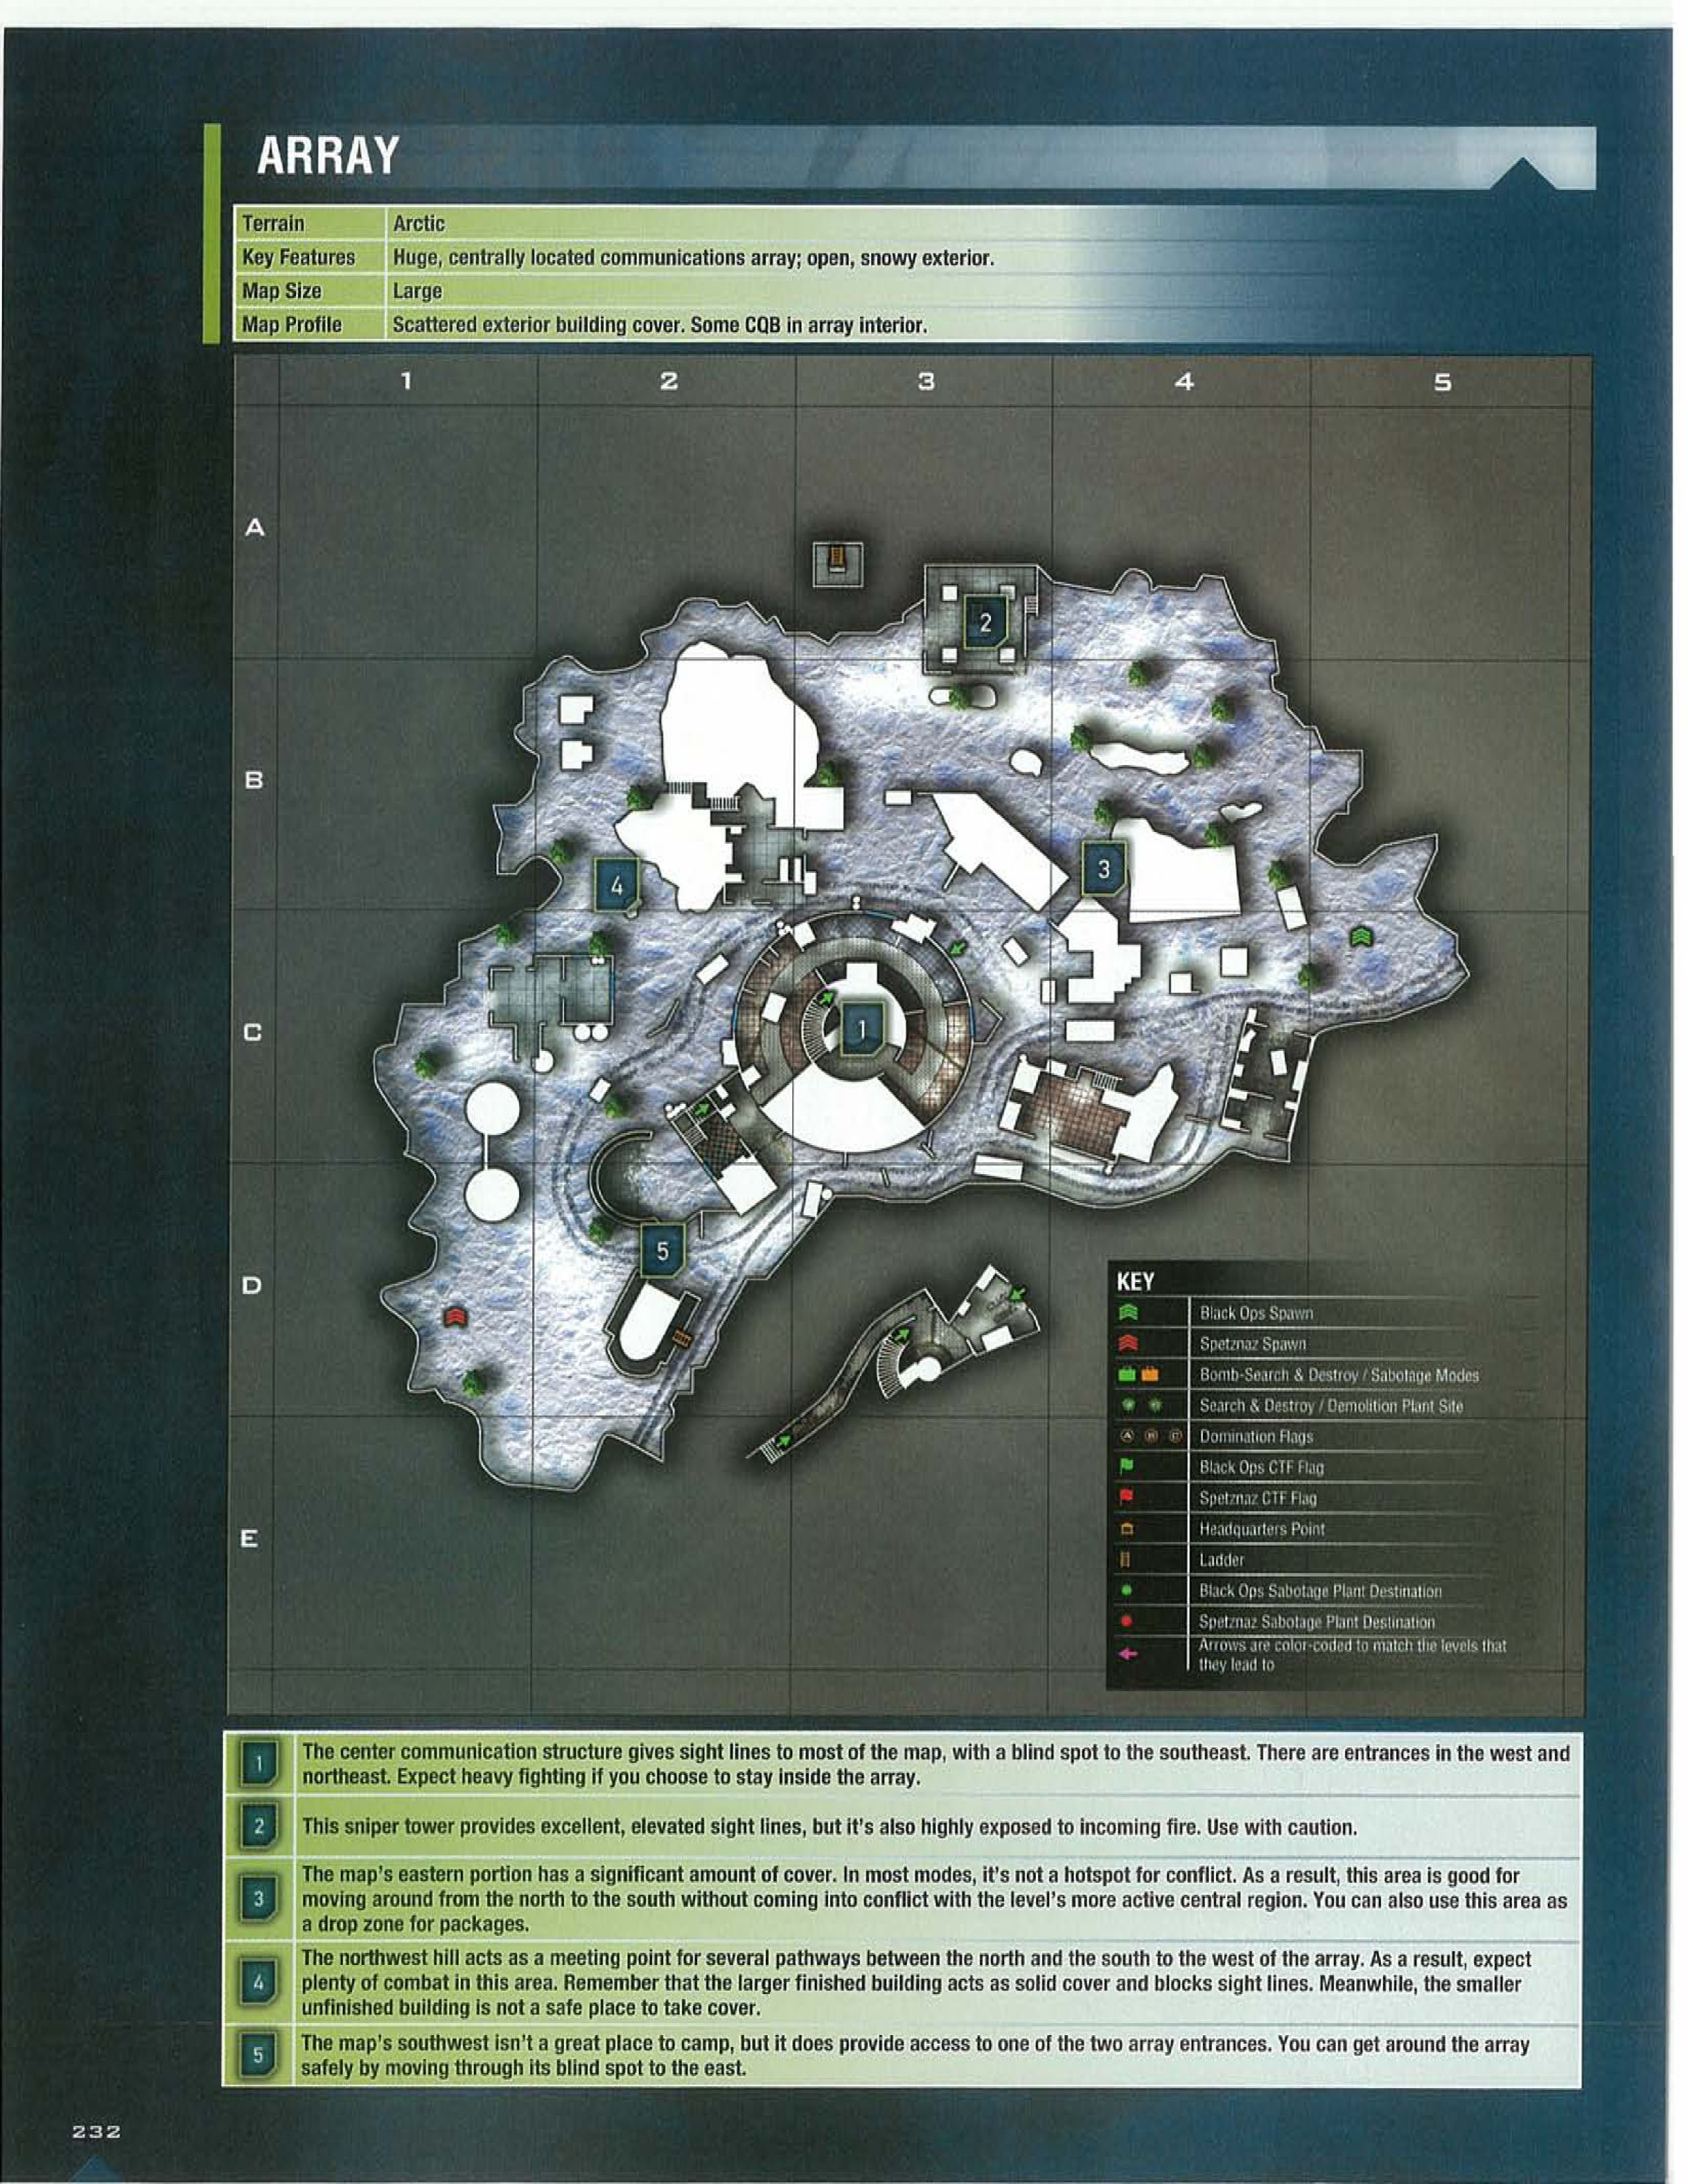 ARRAY
Terrain Arctic
Key Features Huge, centrally located communications array; open, snowy exterior.
Map Size Large
Map Profile Scattered exterior building cover. Some CQB in array interior.
1 2 3 4 5
A
2
B
3
4
C
1
5
D
E
KEY
Black Ops Spawn
Spetznaz Spawn
Bomb-Search & Destroy / Sabotage Modes
Search & Destroy / Demolition Plant Site
A B C Domination Flags
Black Ops CTF Flag
Spetznaz CTF Flag
Headquarters Point
Ladder
Black Ops Sabotage Plant Destination
Spetznaz Sabotage Plant Destination
Arrows are color-coded to match the levels that
they lead to
1 The center communication structure gives sight lines to most of the map, with a blind spot to the southeast. There are entrances in the west and
northeast. Expect heavy fighting if you choose to stay inside the array.
2 This sniper tower provides excellent, elevated sight lines, but it's also highly exposed to incoming fire. Use with caution.
3 The map's eastern portion has a significant amount of cover. In most modes, it's not a hotspot for conflict. As a result, this area is good for
moving around from the north to the south without coming into conflict with the level's more active central region. You can also use this area as
a drop zone for packages.
4 The northwest hill acts as a meeting point for several pathways between the north and the south to the west of the array. As a result, expect
plenty of combat in this area. Remember that the larger finished building acts as solid cover and blocks sight lines. Meanwhile, the smaller
unfinished building is not a safe place to take cover.
5 The map's southwest isn't a great place to camp, but it does provide access to one of the two array entrances. You can get around the array
safely by moving through its blind spot to the east.
232